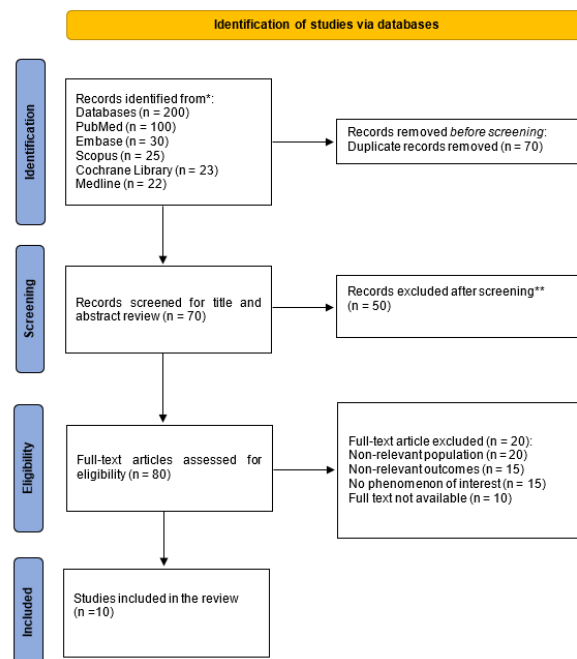 Identification of studies via databases
Identification
Records identified from*:
Databases (n = 200)
PubMed (n = 100)
Embase (n = 30)
Scopus (n = 25)
Cochrane Library (n = 23)
Medline (n = 22)
Records removed before screening:
Duplicate records removed (n = 70)
Screening
Records screened for title and
abstract review (n = 70)
Records excluded after screening**
(n = 50)
Eligibility
Full-text articles assessed for
eligibility (n = 80)
Full-text article excluded (n = 20):
Non-relevant population (n = 20)
Non-relevant outcomes (n = 15)
No phenomenon of interest (n = 15)
Full text not available (n = 10)
Included
Studies included in the review
(n =10)